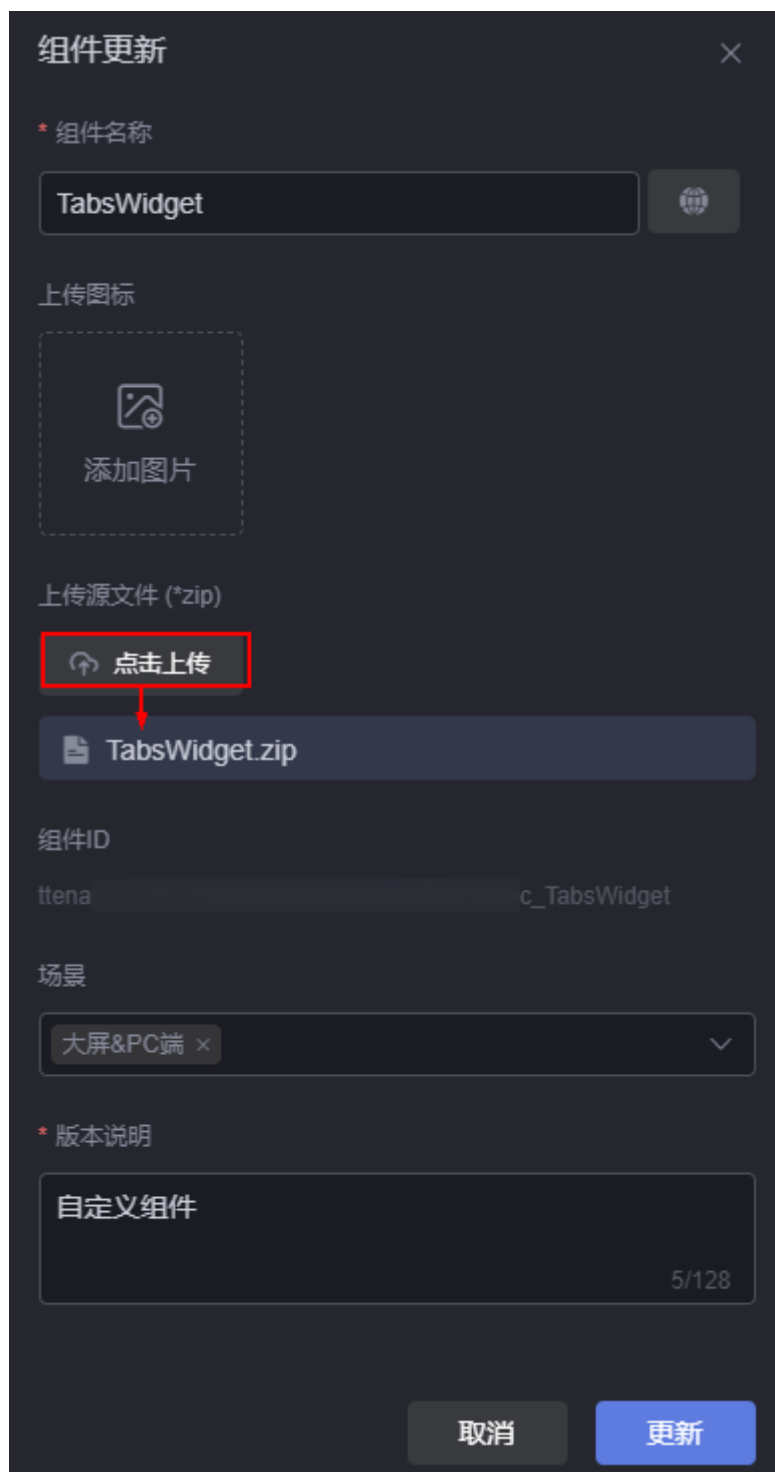 组件更新
* 组件名称
TabsWidget
上传图标
添加图片
上传源文件 (*zip)
点击上传
TabsWidget.zip
组件ID
ttena c_TabsWidget
场景
大屏&PC端 ×
* 版本说明
自定义组件
5/128
取消 更新